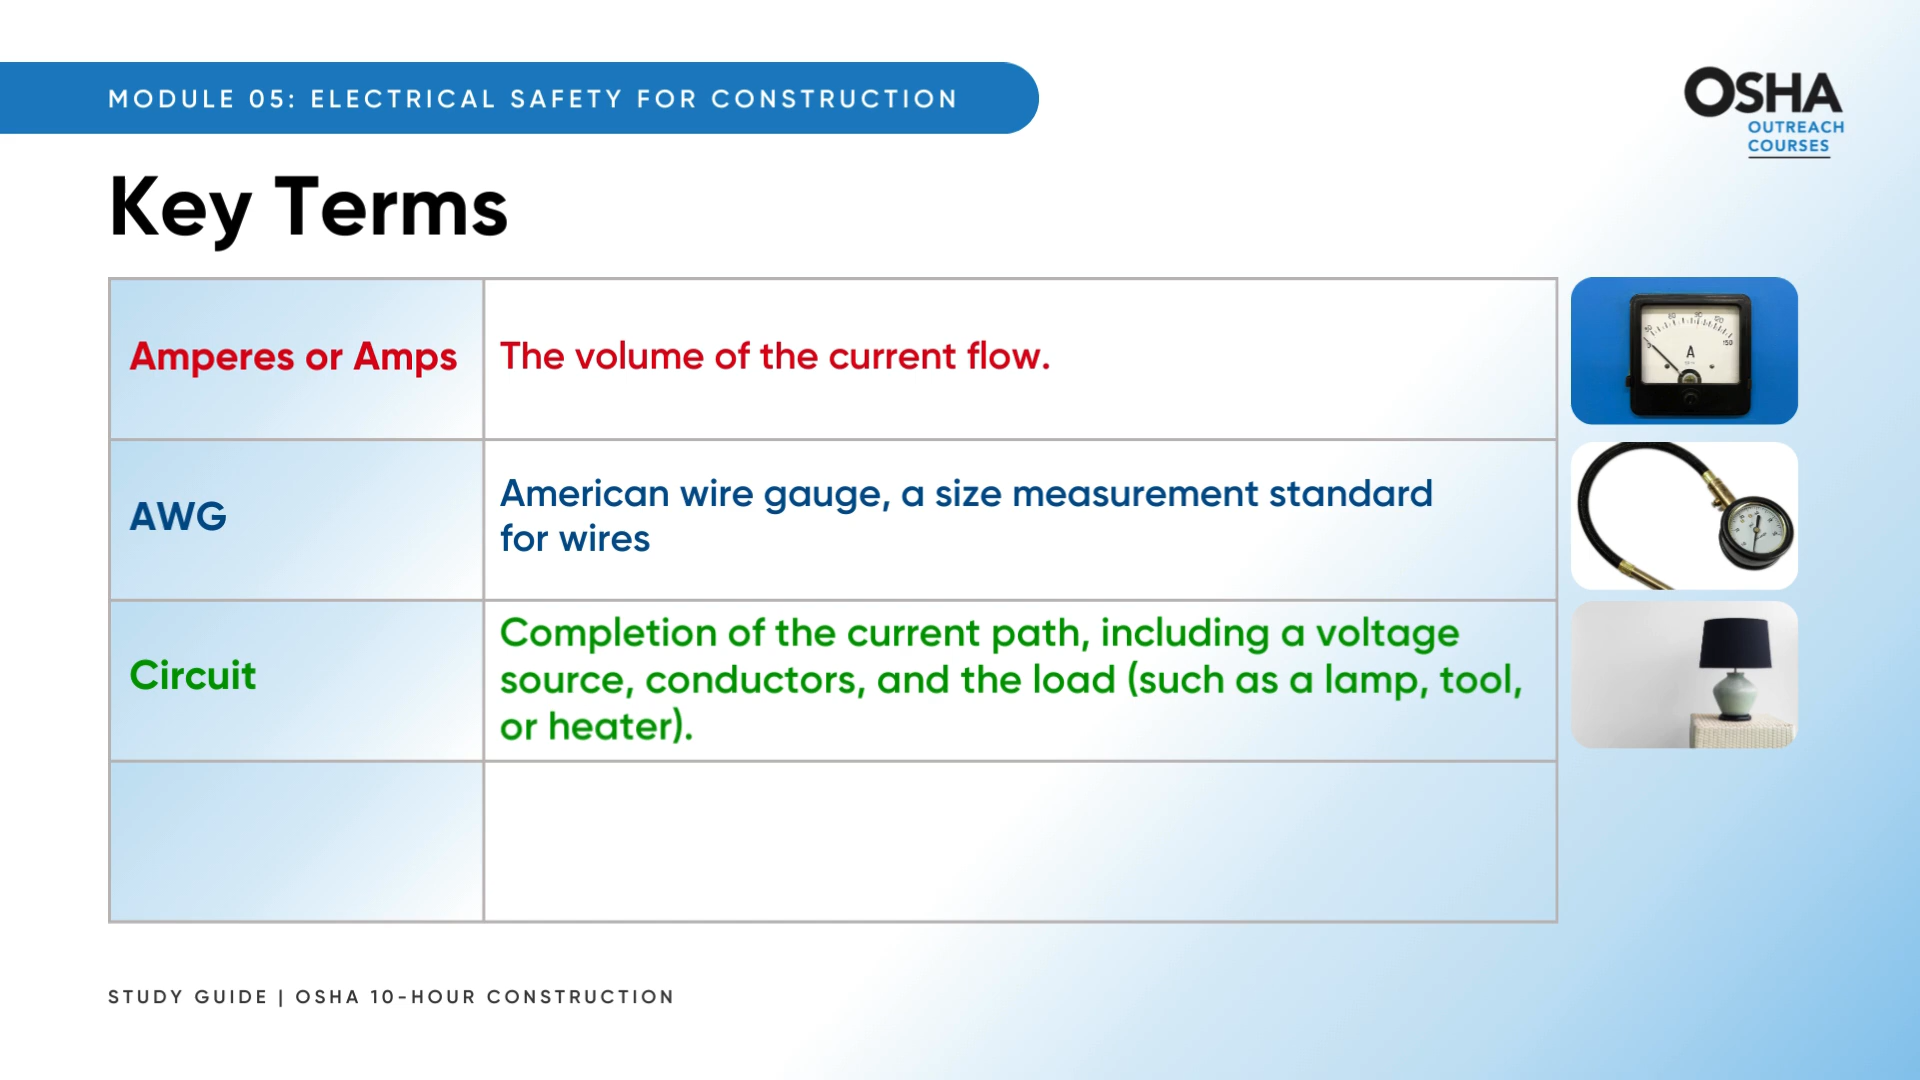 MODULE 05: ELECTRICAL SAFETY FOR CONSTRUCTION
OSHA
OUTREACH
COURSES
Key Terms
Amperes or Amps
The volume of the current flow.
A
150
AWG
American wire gauge, a size measurement standard
for wires
Circuit
Completion of the current path, including a voltage
source, conductors, and the load (such as a lamp, tool,
or heater).
STUDY GUIDE | OSHA 10-HOUR CONSTRUCTION